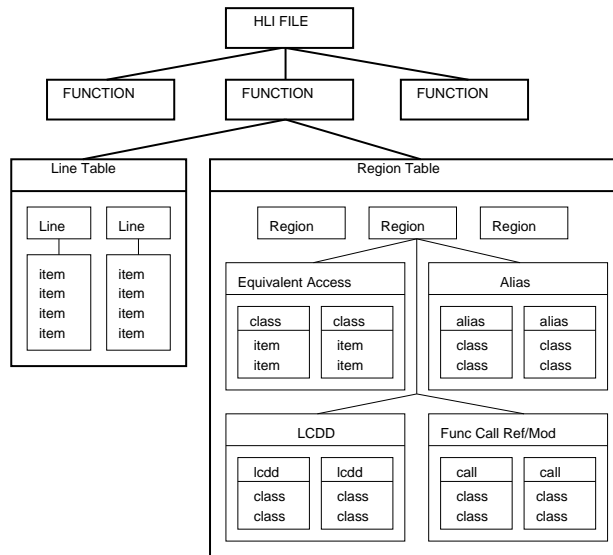 HLI FILE
FUNCTION FUNCTION FUNCTION
Line Table
Line Line
item item
item item
item item
item item
Region Table
Region Region Region
Equivalent Access
class class
item item
item item
Alias
alias alias
class class
class class
LCDD
lcdd lcdd
class class
class class
Func Call Ref/Mod
call call
class class
class class